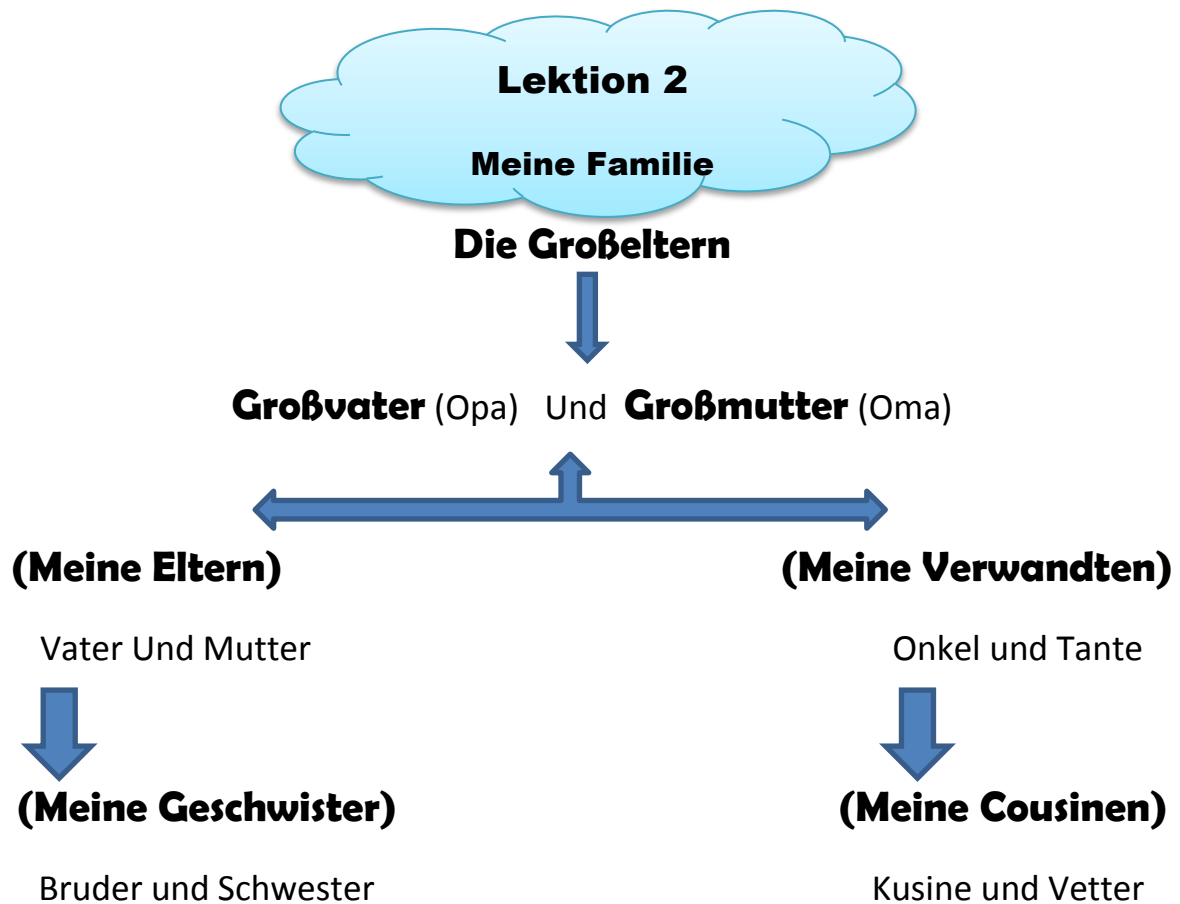 Lektion 2
Meine Familie
Die Großeltern
Großvater (Opa) Und Großmutter (Oma)
(Meine Eltern) (Meine Verwandten)
Vater Und Mutter Onkel und Tante
(Meine Geschwister) (Meine Cousinen)
Bruder und Schwester Kusine und Vetter